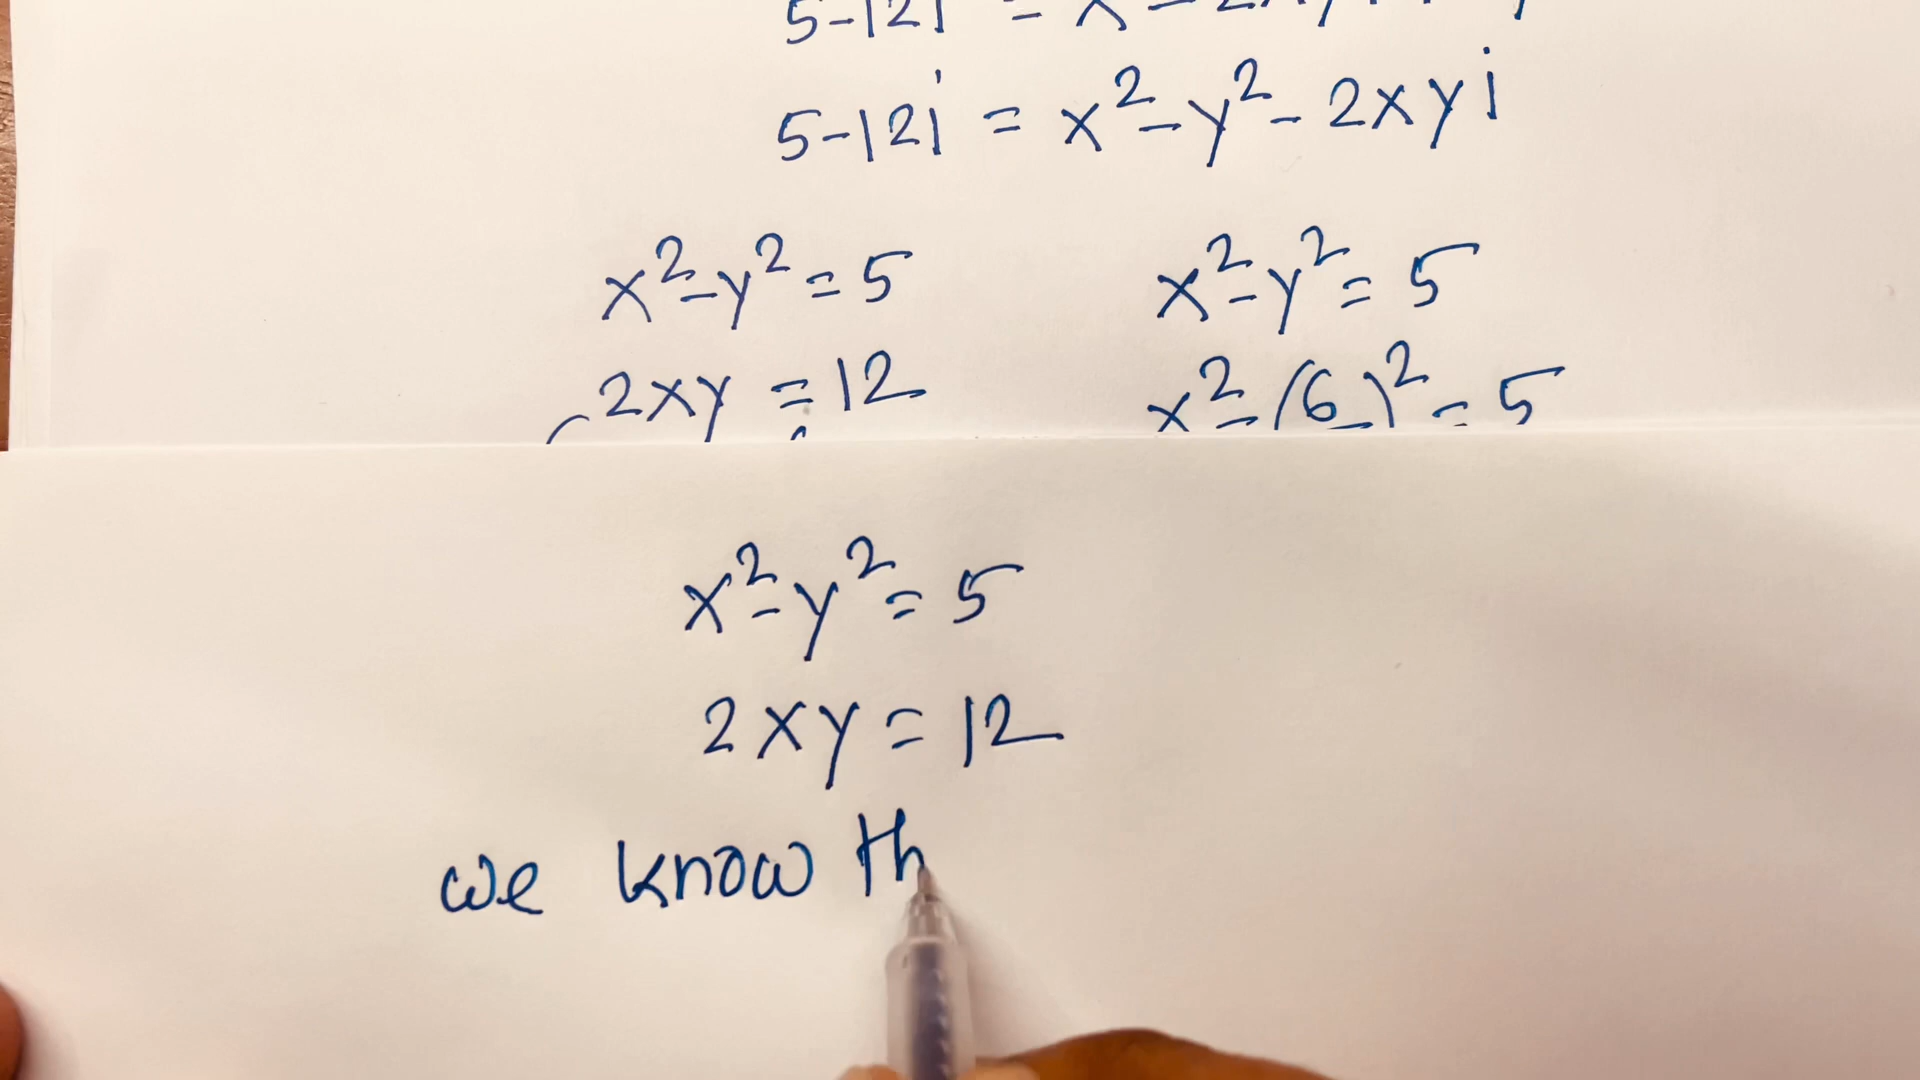 5-12i = x²-y²-2xyi
x²-y²=5
2xy=12
x²-y²=5
x²-(6)²=5
x²-y²=5
2xy=12
we know th